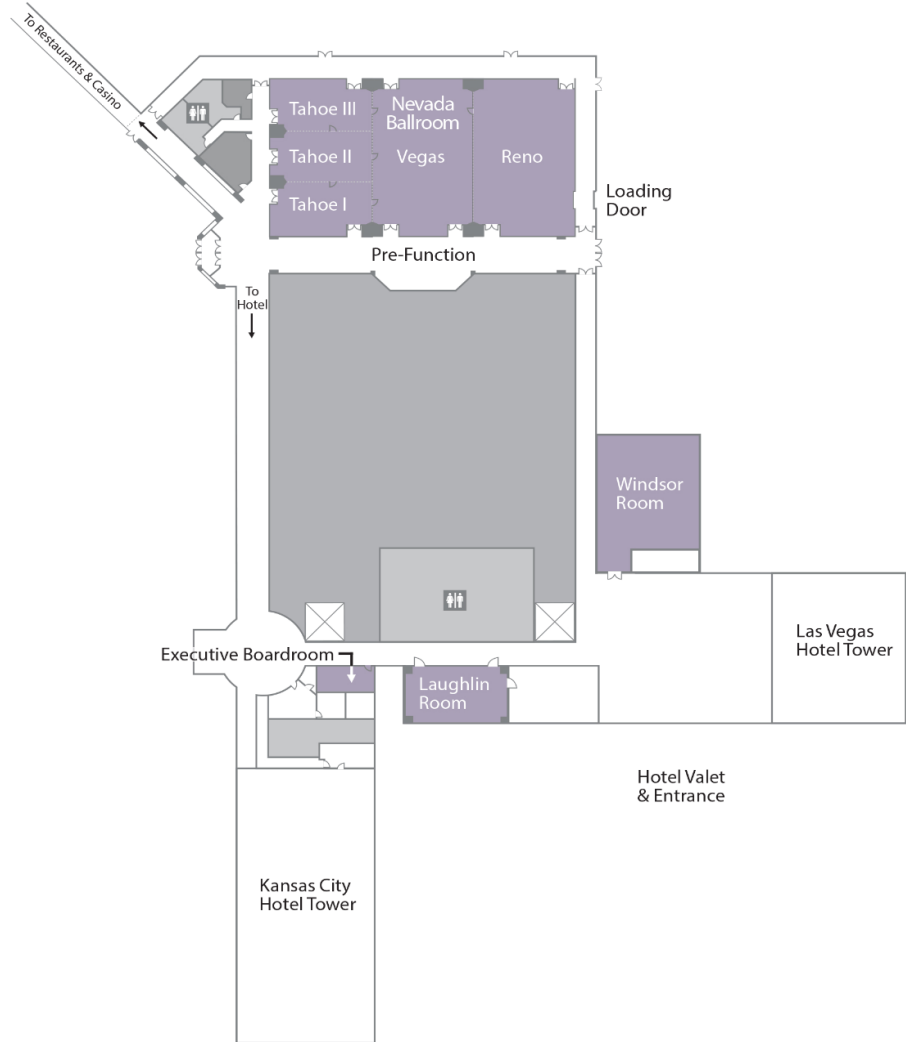 To Restaurants & Casino
Tahoe III
Nevada
Ballroom
Tahoe II
Vegas
Reno
Tahoe I
Loading
Door
Pre-Function
To
Hotel
Windsor
Room
Las Vegas
Hotel Tower
Executive Boardroom
Laughlin
Room
Hotel Valet
& Entrance
Kansas City
Hotel Tower